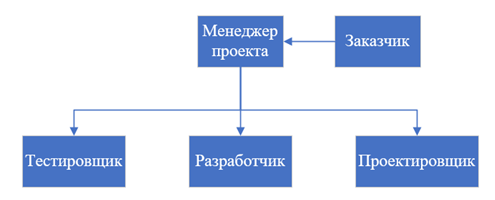 Менеджер
проекта
Заказчик
Тестировщик
Разработчик
Проектировщик